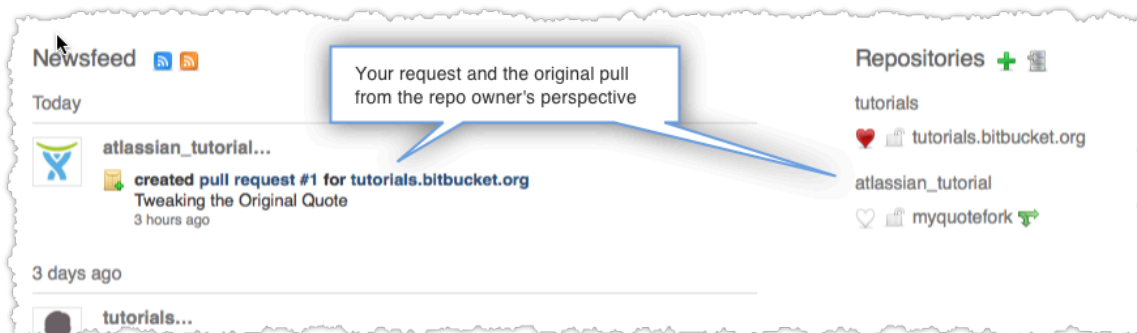 Newsfeed
Your request and the original pull
from the repo owner's perspective
Repositories
Today
tutorials
atlassian_tutorial...
tutorials.bitbucket.org
created pull request #1 for tutorials.bitbucket.org
Tweaking the Original Quote
3 hours ago
atlassian_tutorial
myquotefork
3 days ago
tutorials...